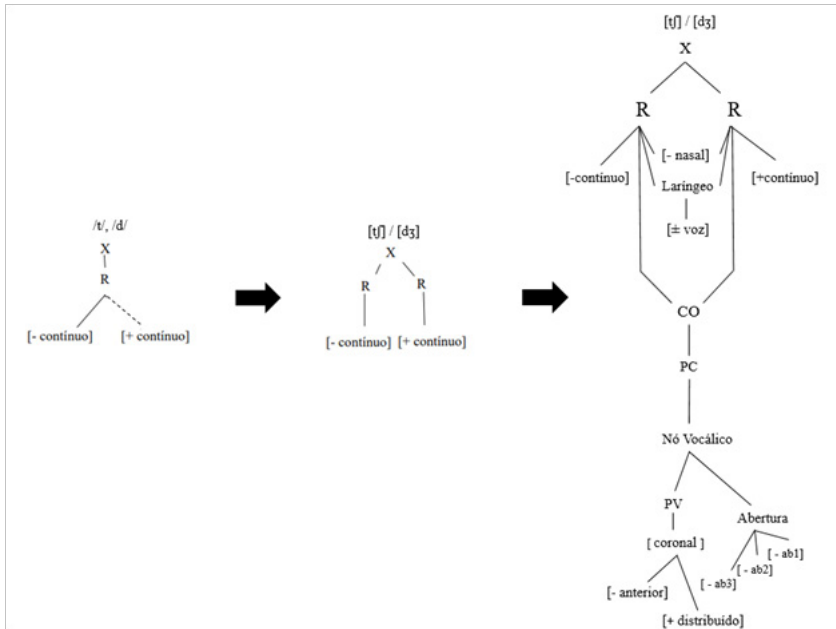 /t/, /d/
X
R
[- contínuo] [+ contínuo]
[tʃ] / [dʒ]
X
R R
[- contínuo] [+ contínuo]
[tʃ] / [dʒ]
X
R R
[- nasal]
[-contínuo] [+contínuo]
Laríngeo
[± voz]
CO
PC
Nó Vocálico
PV
Abertura
[ coronal ]
[- ab1]
[- ab2]
[- ab3]
[- anterior]
[+ distribuído]